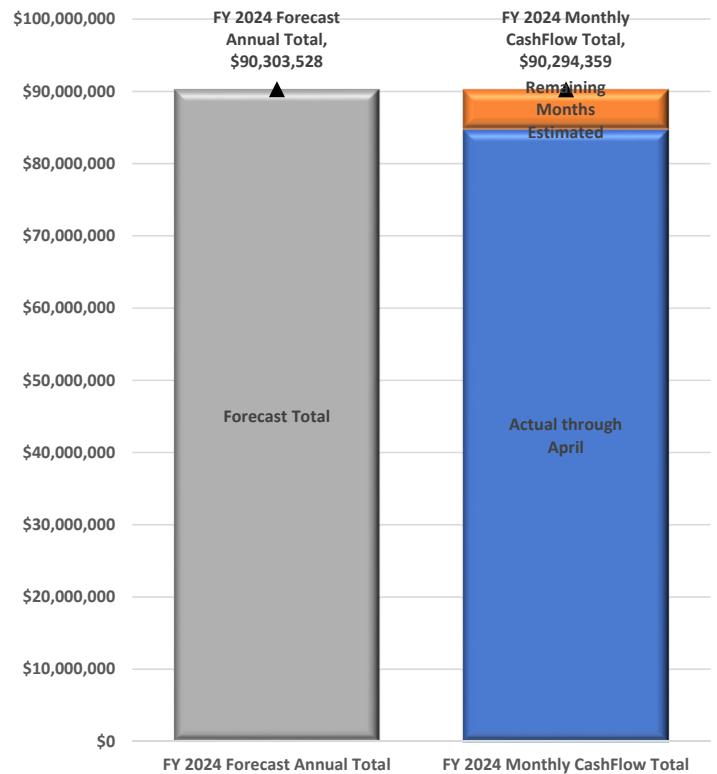 $100,000,000
$90,000,000
$80,000,000
$70,000,000
$60,000,000
$50,000,000
$40,000,000
$30,000,000
$20,000,000
$10,000,000
$0
FY 2024 Forecast
Annual Total,
$90,303,528
FY 2024 Monthly
CashFlow Total,
$90,294,359
Remaining
Months
Estimated
Forecast Total
Actual through
April
FY 2024 Forecast Annual Total
FY 2024 Monthly CashFlow Total